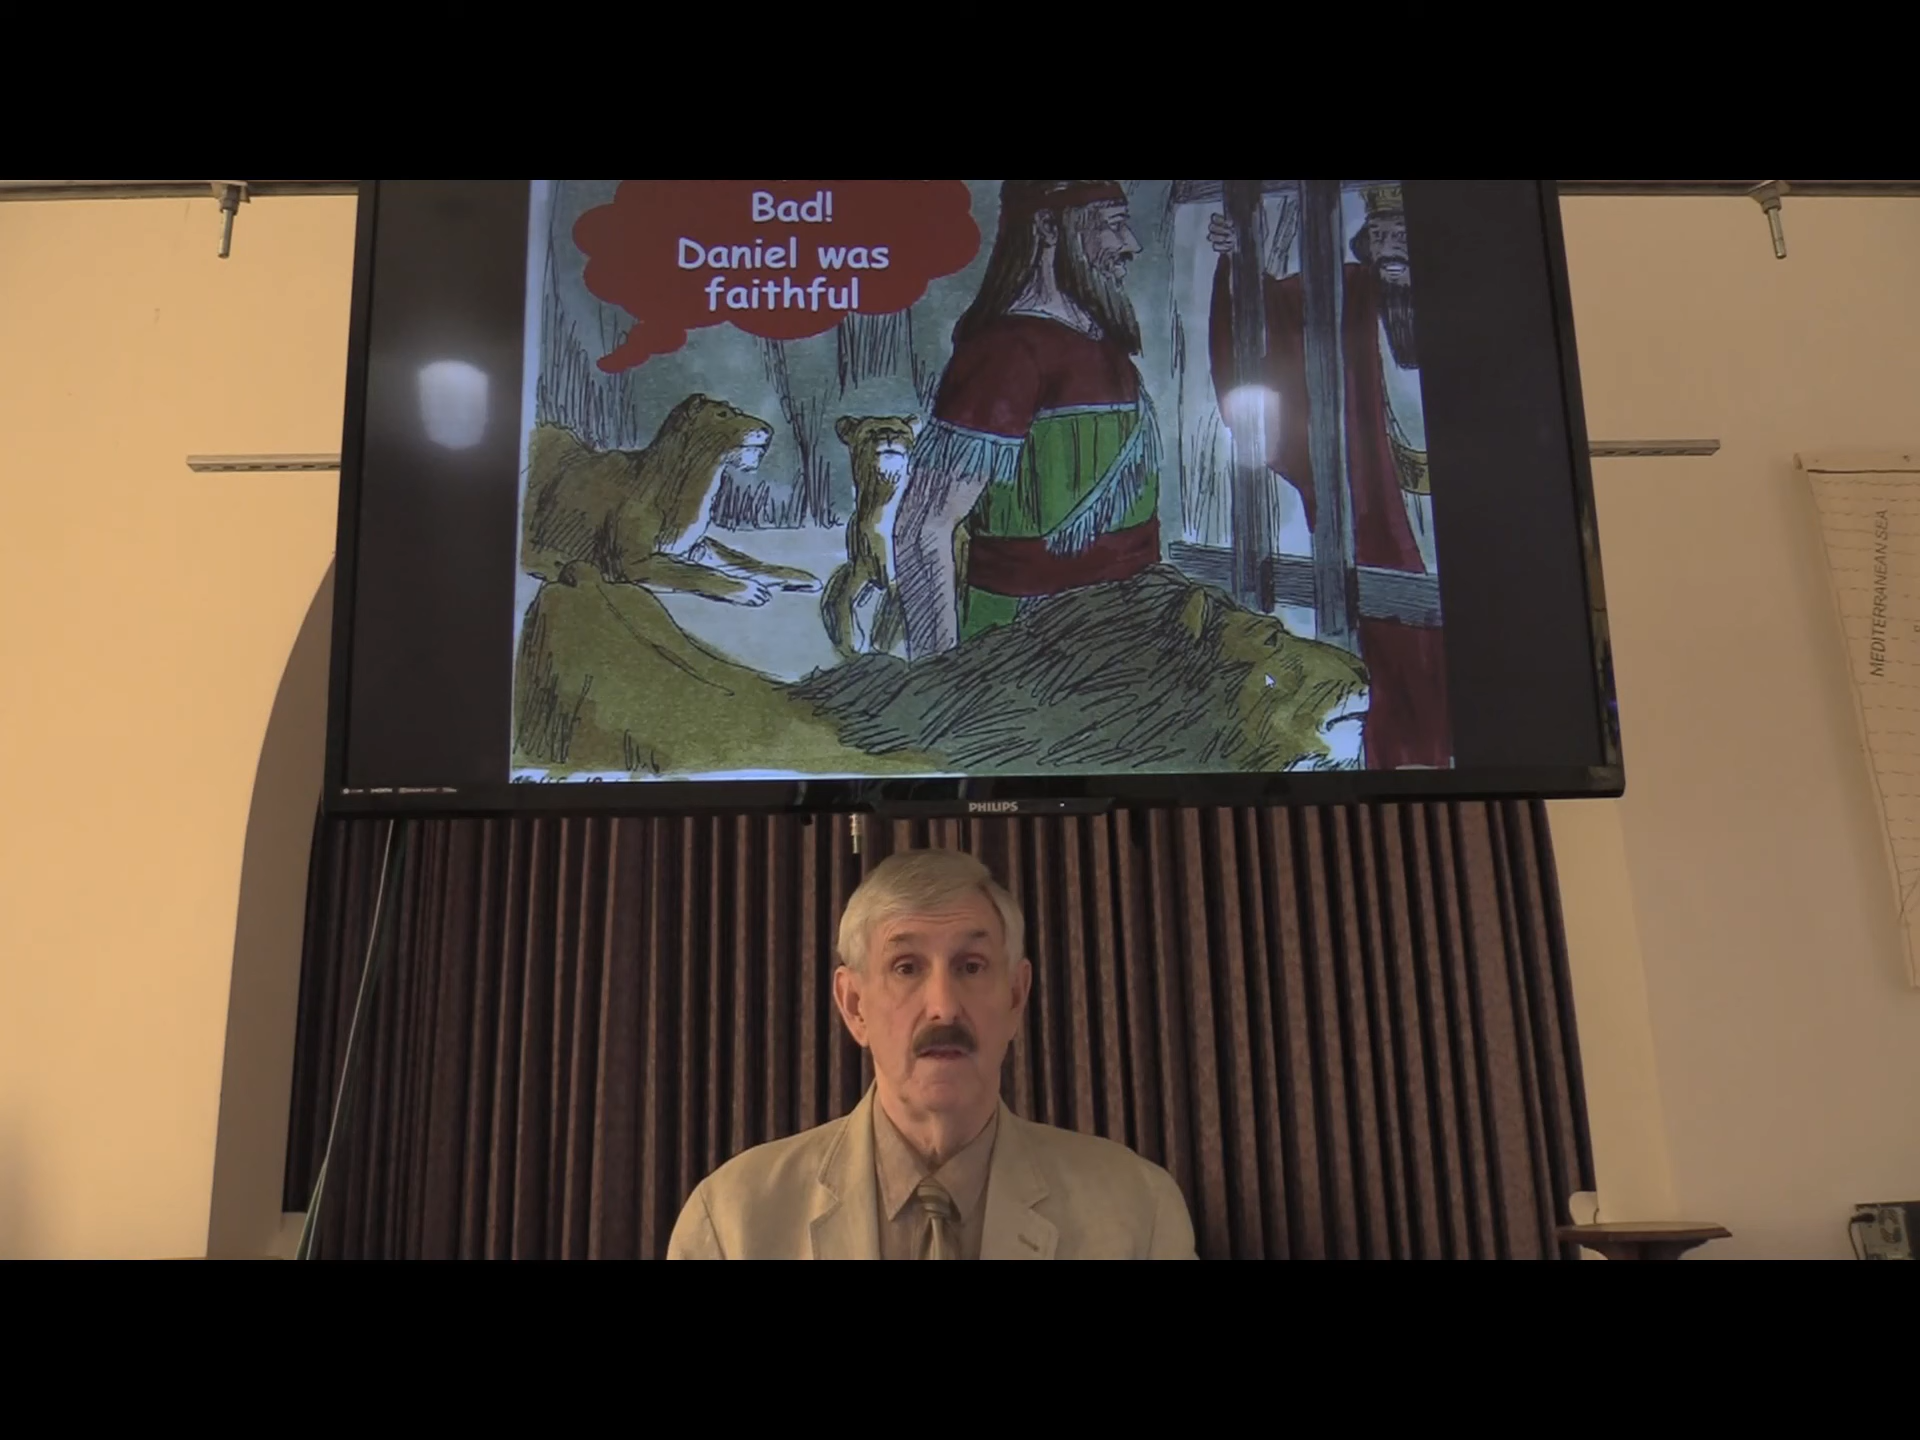 Bad!
Daniel was
faithful
MEDITERRANEAN SEA
PHILIPS